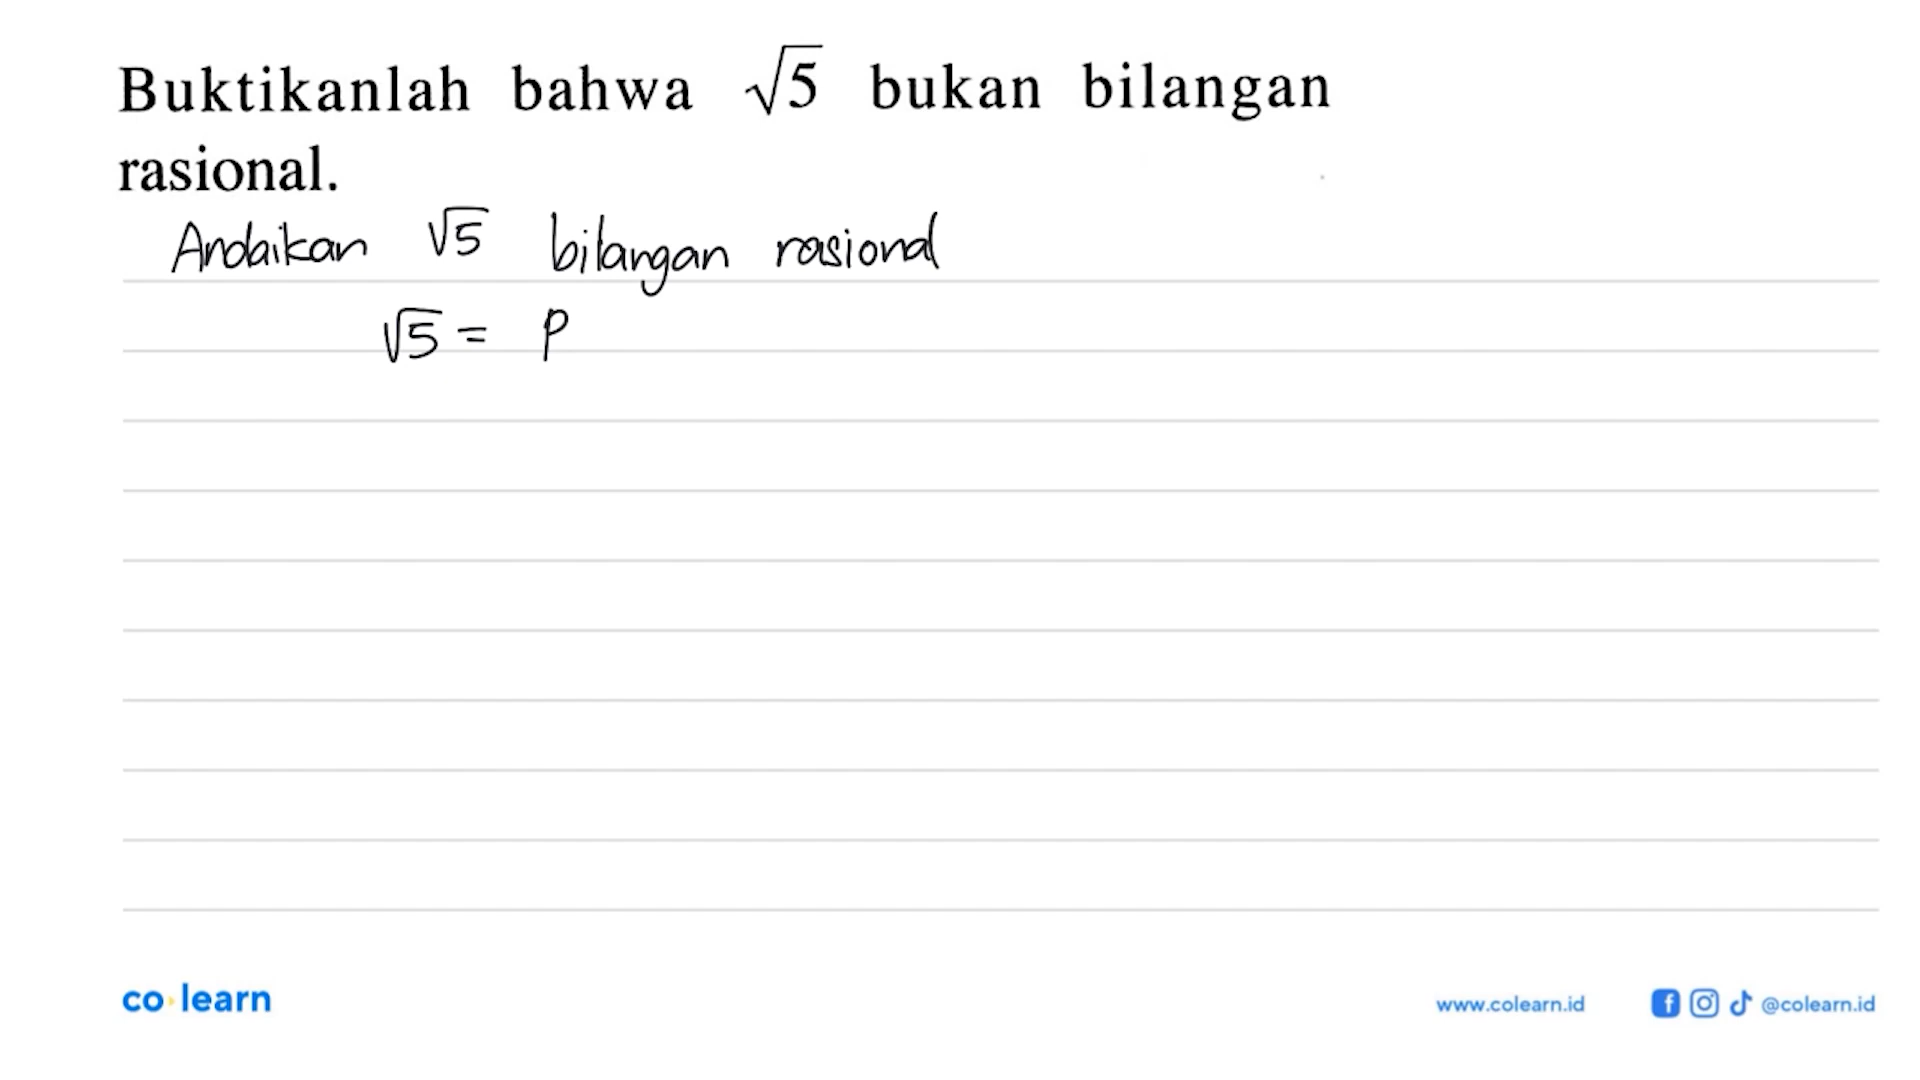 Buktikanlah bahwa √5 bukan bilangan
rasional.
Andaikan √5 bilangan rasional
√5 = p
co learn
www.colearn.id @colearn.id